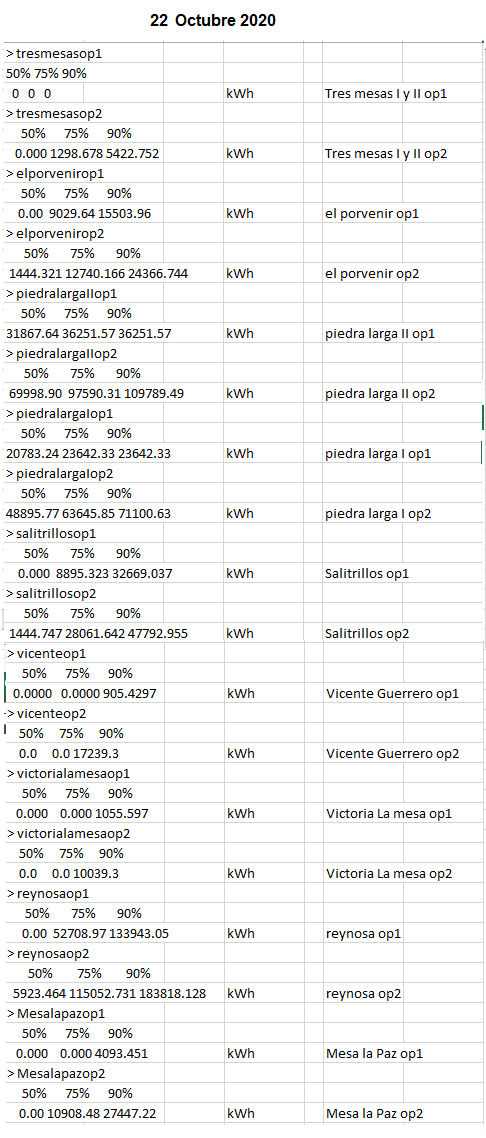 22 Octubre 2020
> tresmesasop1
50% 75% 90%
0 0 0 kWh Tres mesas I y II op1
> tresmesasop2
50% 75% 90%
0.000 1298.678 5422.752 kWh Tres mesas I y II op2
> elporvenirop1
50% 75% 90%
0.00 9029.64 15503.96 kWh el porvenir op1
> elporvenirop2
50% 75% 90%
1444.321 12740.166 24366.744 kWh el porvenir op2
> piedralargaIIop1
50% 75% 90%
31867.64 36251.57 36251.57 kWh piedra larga II op1
> piedralargaIIop2
50% 75% 90%
69998.90 97590.31 109789.49 kWh piedra larga II op2
> piedralargaIop1
50% 75% 90%
20783.24 23642.33 23642.33 kWh piedra larga I op1
> piedralargaIop2
50% 75% 90%
48895.77 63645.85 71100.63 kWh piedra larga I op2
> salitrillosop1
50% 75% 90%
0.000 8895.323 32669.037 kWh Salitrillos op1
> salitrillosop2
50% 75% 90%
1444.747 28061.642 47792.955 kWh Salitrillos op2
> vicenteop1
50% 75% 90%
0.0000 0.0000 905.4297 kWh Vicente Guerrero op1
> vicenteop2
50% 75% 90%
0.0 0.0 17239.3 kWh Vicente Guerrero op2
> victorialamesaop1
50% 75% 90%
0.000 0.000 1055.597 kWh Victoria La mesa op1
> victorialamesaop2
50% 75% 90%
0.0 0.0 10039.3 kWh Victoria La mesa op2
> reynosaop1
50% 75% 90%
0.00 52708.97 133943.05 kWh reynosa op1
> reynosaop2
50% 75% 90%
5923.464 115052.731 183818.128 kWh reynosa op2
> Mesalapazop1
50% 75% 90%
0.000 0.000 4093.451 kWh Mesa la Paz op1
> Mesalapazop2
50% 75% 90%
0.00 10908.48 27447.22 kWh Mesa la Paz op2